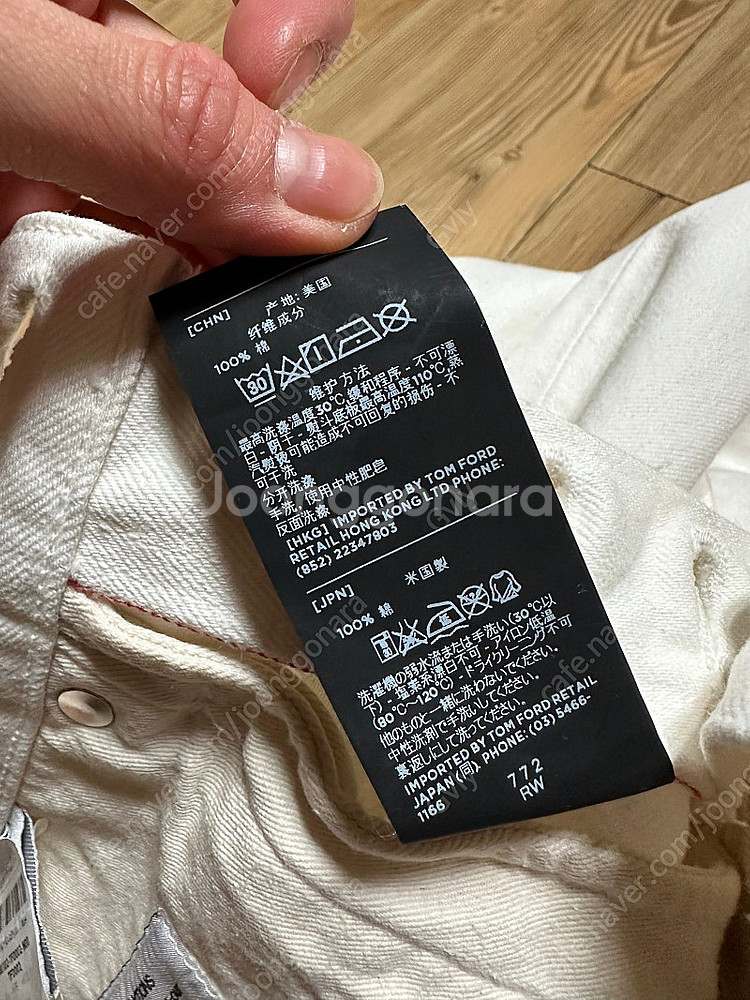 [CHN]
产地: 美国
纤维成分
100% 棉
30
维护方法
最高洗涤温度30℃,缓和程序 - 不可漂
白 - 阴干 - 熨斗底板最高温度110℃,蒸
汽熨烫可能造成不可回复的损伤 - 不
可干洗
分开洗涤
手洗, 使用中性肥皂
反面洗涤
[HKG] IMPORTED BY TOM FORD
RETAIL HONG KONG LTD PHONE:
(852) 22347803
[JPN]
米国製
100% 綿
洗濯機の弱水流または手洗い(30℃以
下) - 塩素系漂白不可 - アイロン低温
(80℃~120℃) - ドライクリーニング不可
他のものと一緒に洗わないでください。
中性洗剤で手洗いしてください。
裏返しにして洗ってください。
IMPORTED BY TOM FORD RETAIL
JAPAN (同) PHONE: (03) 5466-
1166
772
RW
Joonggonara